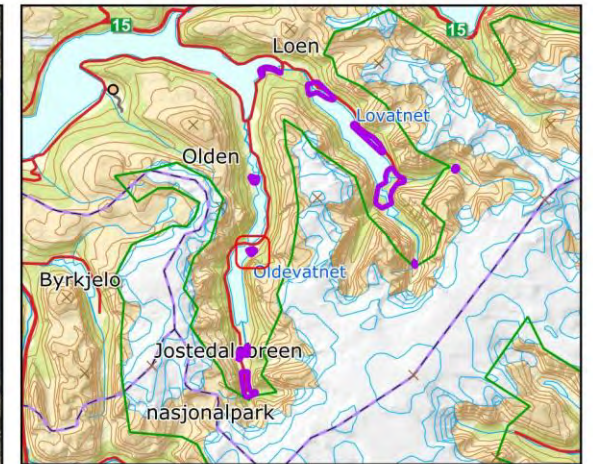 15
15
Loen
Lovatnet
Olden
Oldevatnet
Byrkjelo
Jostedalsbreen
nasjonalpark